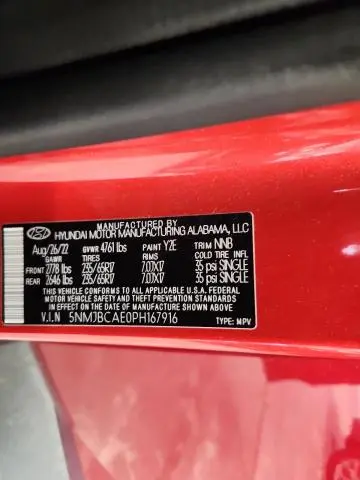 MANUFACTURED BY
HYUNDAI MOTOR MANUFACTURING ALABAMA, LLC
Aug/26/22 GVWR 4761 lbs PAINT Y2E TRIM NNB
GAWR TIRES RIMS COLD TIRE INFL
FRONT 2778 lbs 235/65R17 7.0JX17 35 psi SINGLE
REAR 2646 lbs 235/65R17 7.0JX17 35 psi SINGLE
THIS VEHICLE CONFORMS TO ALL APPLICABLE U.S.A. FEDERAL
MOTOR VEHICLE SAFETY AND THEFT PREVENTION STANDARDS
IN EFFECT ON THE DATE OF MANUFACTURE SHOWN ABOVE.
V.I.N 5NMJBCAE0PH167916 TYPE: MPV